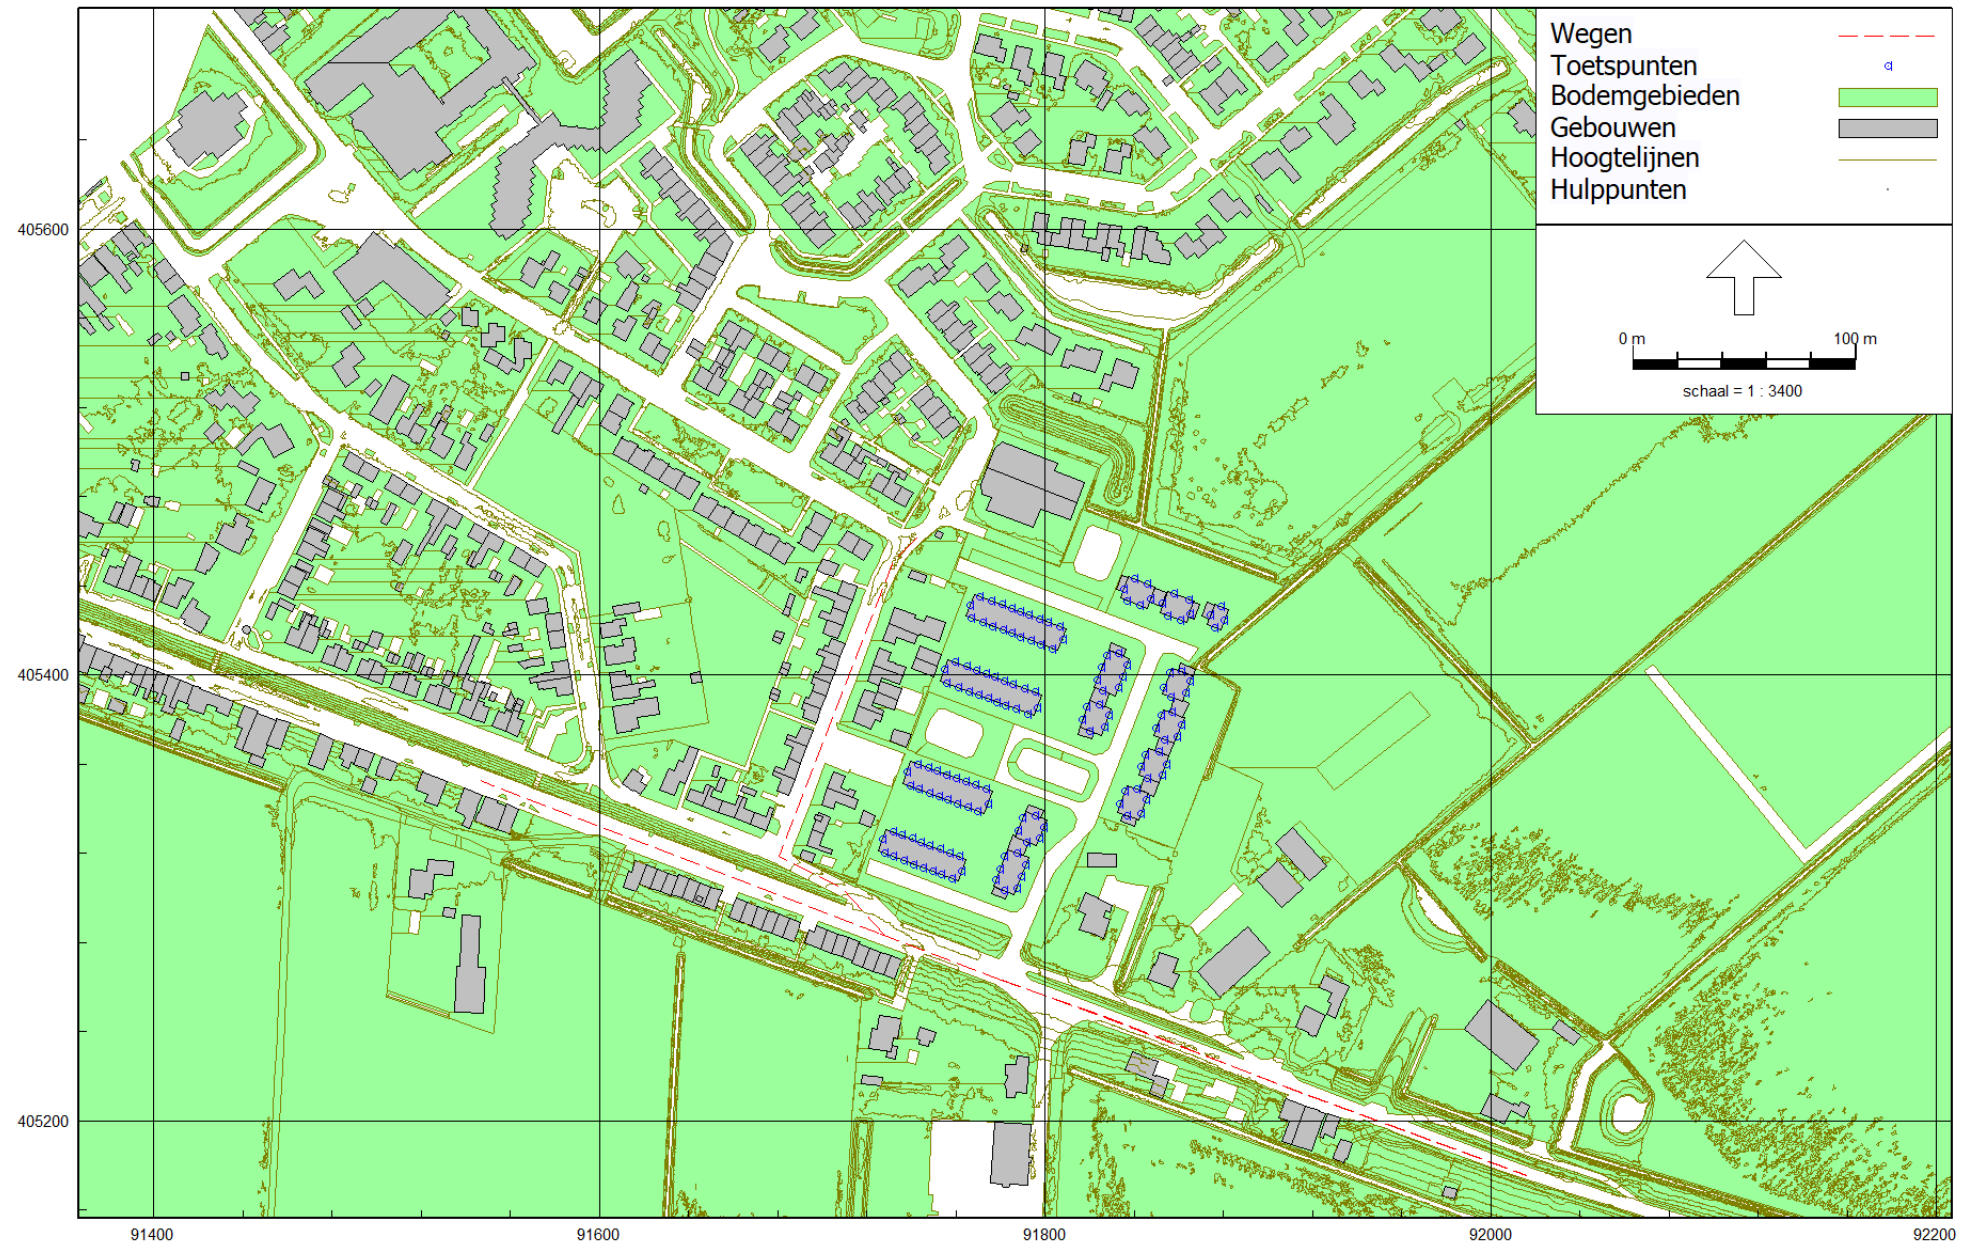 Wegen
Toetspunten
Bodemgebieden
Gebouwen
Hoogtelijnen
Hulppunten
0 m 100 m
schaal = 1 : 3400
405600
405400
405200
91400 91600 91800 92000 92200